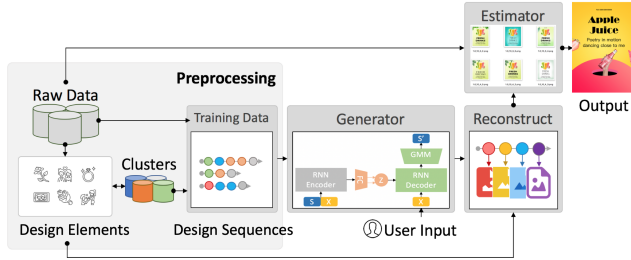 Estimator
Apple
Juice
Poetry in motion
dancing close to me
Output
Preprocessing
Raw Data
Training Data
Generator
Reconstruct
Clusters
S'
GMM
RNN
Encoder
Z
RNN
Decoder
S
X
X
Design Elements
Design Sequences
User Input